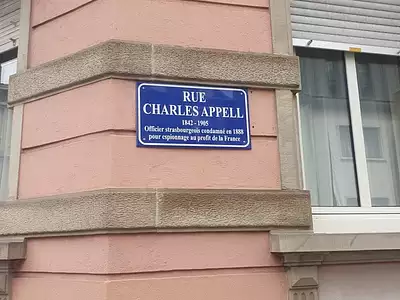 RUE
CHARLES APPELL
1842 - 1905
Officier strasbourgeois condamné en 1888
pour espionnage au profit de la France